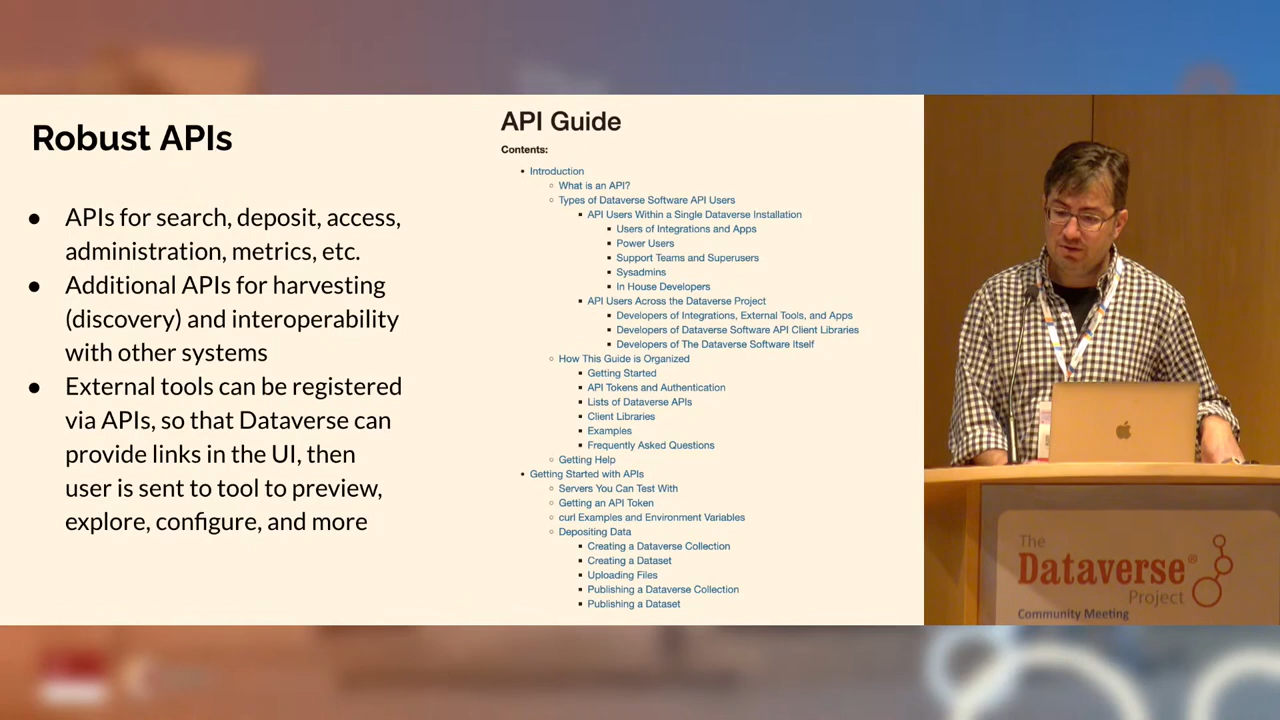 Robust APIs
● APIs for search, deposit, access,
administration, metrics, etc.
● Additional APIs for harvesting
(discovery) and interoperability
with other systems
● External tools can be registered
via APIs, so that Dataverse can
provide links in the UI, then
user is sent to tool to preview,
explore, configure, and more
API Guide
Contents:
Introduction
What is an API?
Types of Dataverse Software API Users
API Users Within a Single Dataverse Installation
Users of Integrations and Apps
Power Users
Support Teams and Superusers
Sysadmins
In House Developers
API Users Across the Dataverse Project
Developers of Integrations, External Tools, and Apps
Developers of Dataverse Software API Client Libraries
Developers of The Dataverse Software Itself
How This Guide is Organized
Getting Started
API Tokens and Authentication
Lists of Dataverse APIs
Client Libraries
Examples
Frequently Asked Questions
Getting Help
Getting Started with APIs
Servers You Can Test With
Getting an API Token
curl Examples and Environment Variables
Depositing Data
Creating a Dataverse Collection
Creating a Dataset
Uploading Files
Publishing a Dataverse Collection
Publishing a Dataset
The
Dataverse®
Project
Community Meeting